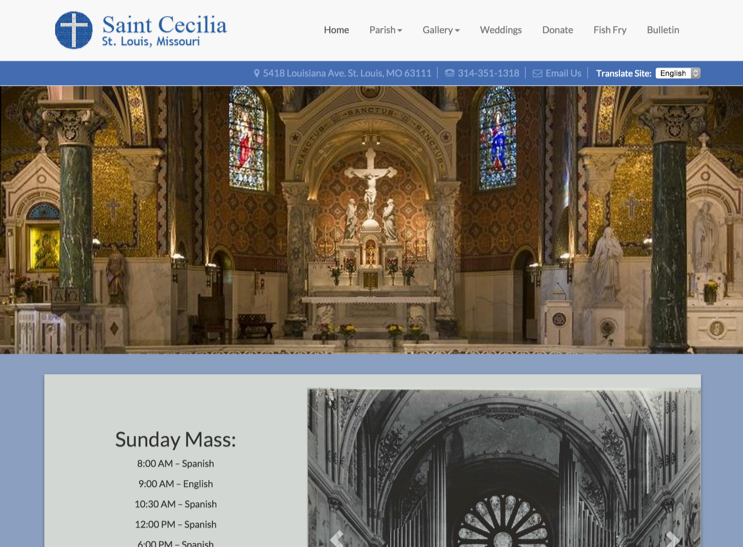 Saint Cecilia
St. Louis, Missouri
Home Parish Gallery Weddings Donate Fish Fry Bulletin
5418 Louisiana Ave. St. Louis, MO 63111 314-351-1318 Email Us Translate Site: English
SANCTUS SANCTUS
Sunday Mass:
8:00 AM – Spanish
9:00 AM – English
10:30 AM – Spanish
12:00 PM – Spanish
6:00 PM – Spanish